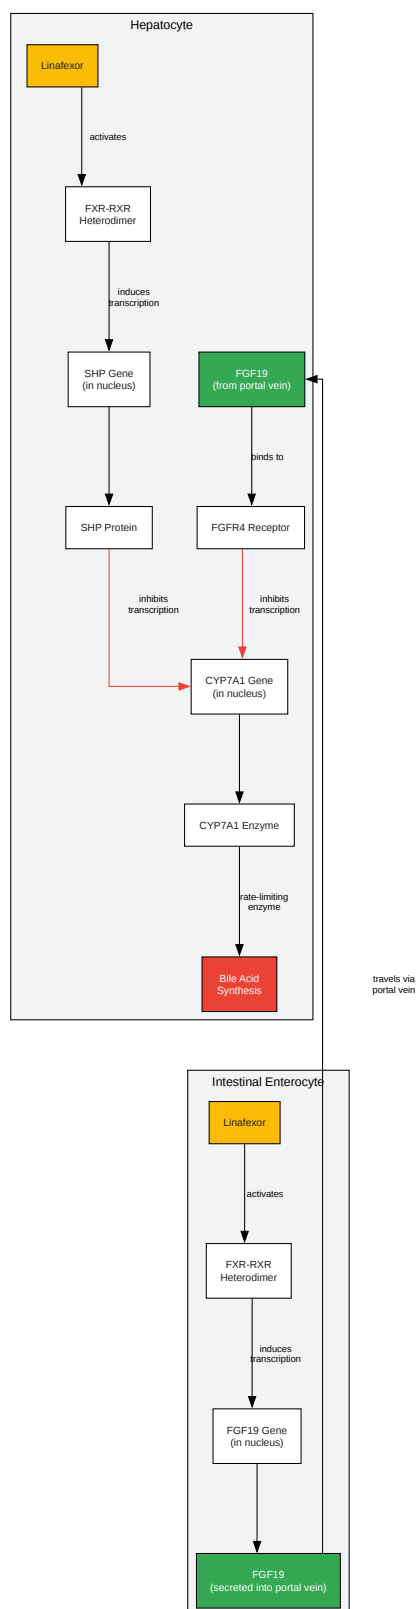 Hepatocyte
Linafexor
activates
FXR-RXR
Heterodimer
induces
transcription
SHP Gene
(in nucleus)
FGF19
(from portal vein)
binds to
SHP Protein
FGFR4 Receptor
inhibits
transcription
inhibits
transcription
CYP7A1 Gene
(in nucleus)
CYP7A1 Enzyme
rate-limiting
enzyme
Bile Acid
Synthesis
travels via
portal vein
Intestinal Enterocyte
Linafexor
activates
FXR-RXR
Heterodimer
induces
transcription
FGF19 Gene
(in nucleus)
FGF19
(secreted into portal vein)